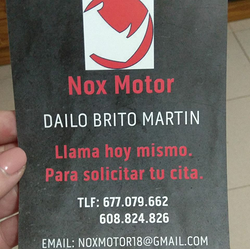 Nox Motor
DAILO BRITO MARTIN
Llama hoy mismo.
Para solicitar tu cita.
TLF: 677.079.662
608.824.826
EMAIL: NOXMOTOR18@GMAIL.COM